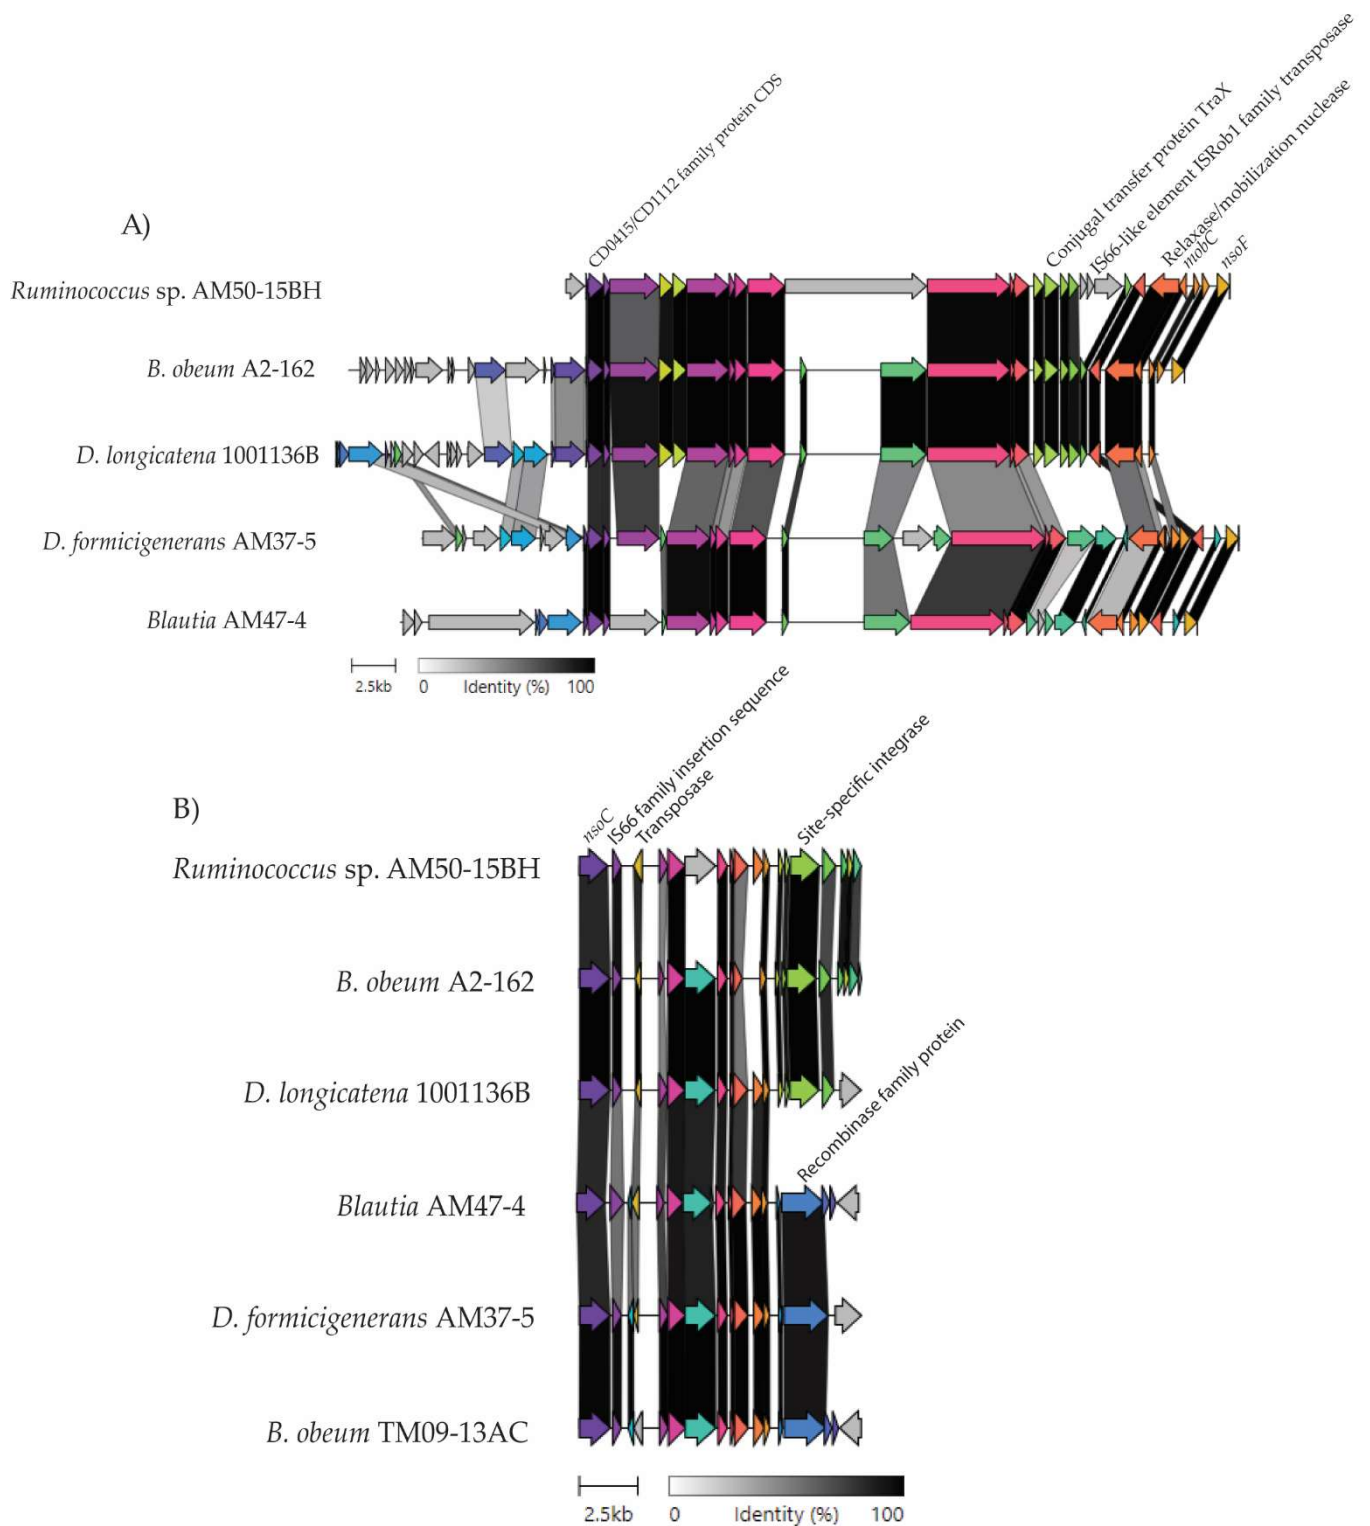 A)
CD0415/CD1112 family protein CDS
Conjugal transfer protein TraX
IS66-like element ISRob1 family transposase
Relaxase/mobilization nuclease
mobC
nsoF
Ruminococcus sp. AM50-15BH
B. obeum A2-162
D. longicatena 1001136B
D. formicigenerans AM37-5
Blautia AM47-4
2.5kb
0 Identity (%) 100
B)
nsoC
IS66 family insertion sequence
Transposase
Site-specific integrase
Ruminococcus sp. AM50-15BH
B. obeum A2-162
D. longicatena 1001136B
Recombinase family protein
Blautia AM47-4
D. formicigenerans AM37-5
B. obeum TM09-13AC
2.5kb
0 Identity (%) 100